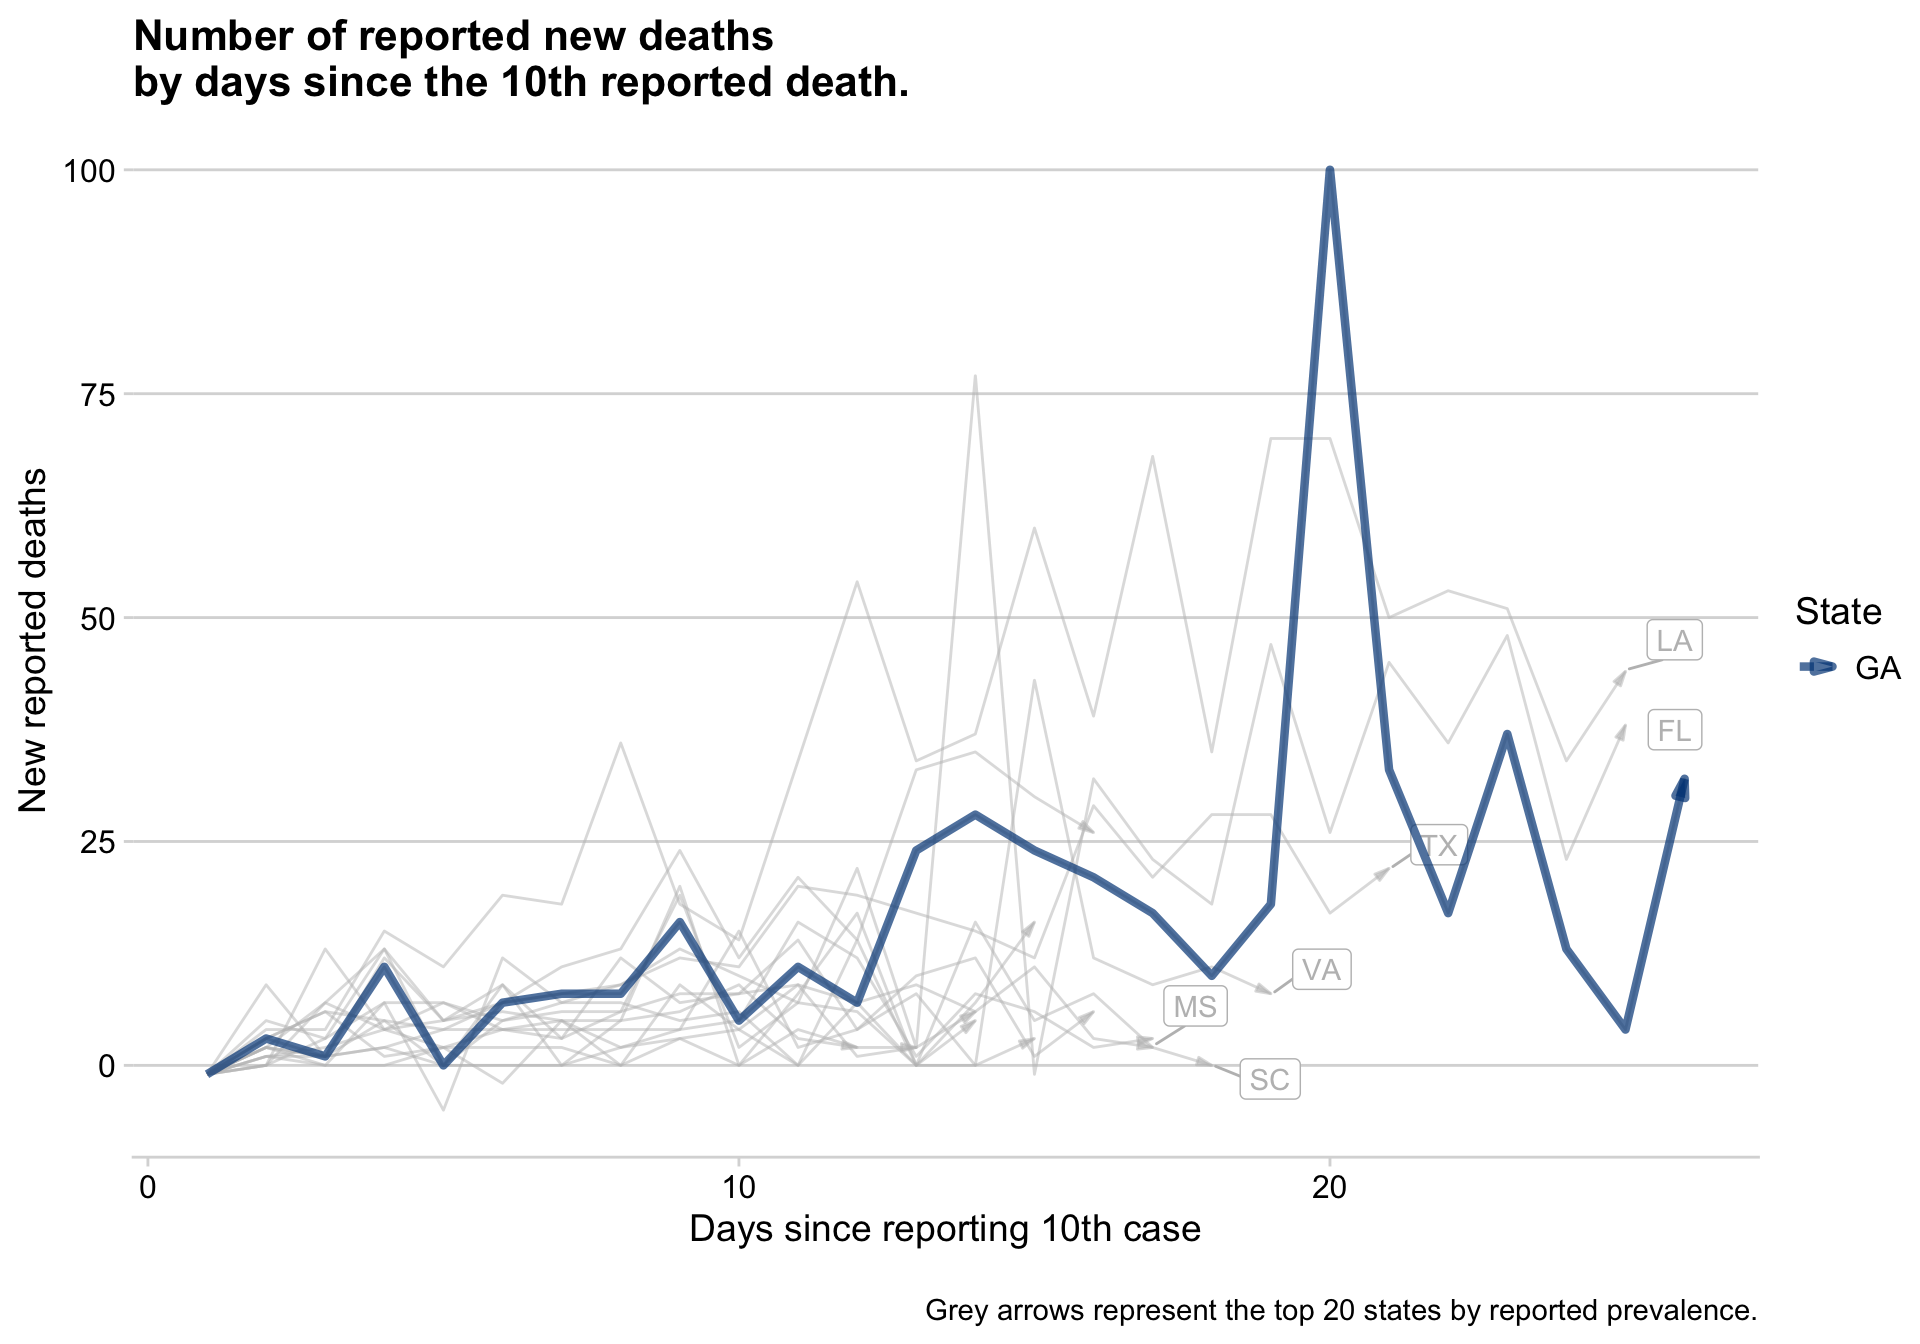 Number of reported new deaths
by days since the 10th reported death.
New reported deaths
100
75
50
25
0
LA
FL
TX
VA
MS
SC
State
GA
0
10
20
Days since reporting 10th case
Grey arrows represent the top 20 states by reported prevalence.